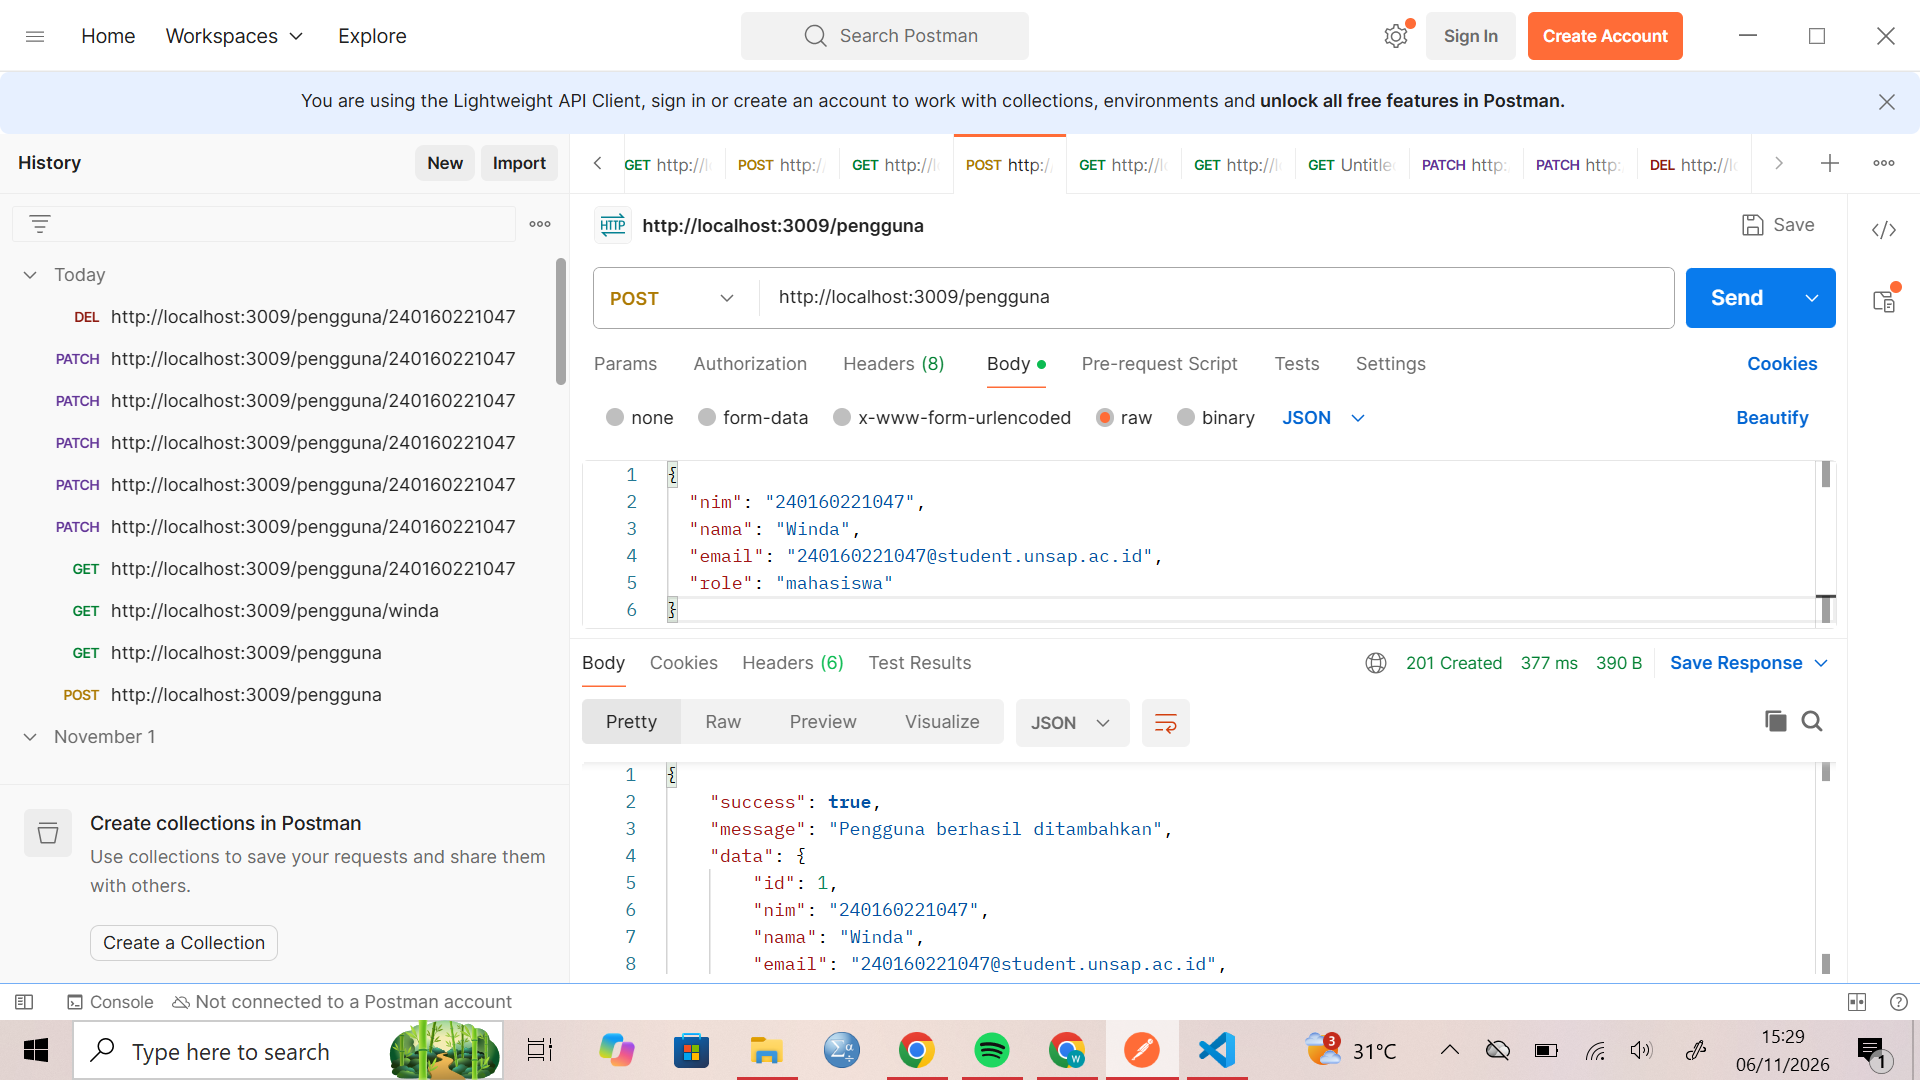 Home Workspaces Explore Search Postman Sign In Create Account
You are using the Lightweight API Client, sign in or create an account to work with collections, environments and unlock all free features in Postman.
History New Import
GET http://l POST http:/ GET http://l POST http:/ GET http://l GET http://l GET Untitle PATCH http: PATCH http: DEL http://l
HTTP http://localhost:3009/pengguna Save
Today
DEL http://localhost:3009/pengguna/240160221047
PATCH http://localhost:3009/pengguna/240160221047
PATCH http://localhost:3009/pengguna/240160221047
PATCH http://localhost:3009/pengguna/240160221047
PATCH http://localhost:3009/pengguna/240160221047
PATCH http://localhost:3009/pengguna/240160221047
GET http://localhost:3009/pengguna/240160221047
GET http://localhost:3009/pengguna/winda
GET http://localhost:3009/pengguna
POST http://localhost:3009/pengguna
November 1
Create collections in Postman
Use collections to save your requests and share them
with others.
Create a Collection
POST http://localhost:3009/pengguna Send
Params Authorization Headers (8) Body Pre-request Script Tests Settings Cookies
none form-data x-www-form-urlencoded raw binary JSON Beautify
1 {
2 "nim": "240160221047",
3 "nama": "Winda",
4 "email": "240160221047@student.unsap.ac.id",
5 "role": "mahasiswa"
6 }
Body Cookies Headers (6) Test Results 201 Created 377 ms 390 B Save Response
Pretty Raw Preview Visualize JSON
1 {
2 "success": true,
3 "message": "Pengguna berhasil ditambahkan",
4 "data": {
5 "id": 1,
6 "nim": "240160221047",
7 "nama": "Winda",
8 "email": "240160221047@student.unsap.ac.id",
Console Not connected to a Postman account
Type here to search
3 31°C
15:29
06/11/2026
1